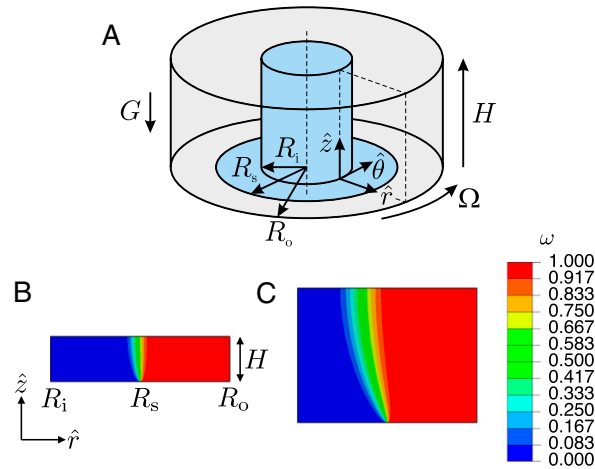 A
G
H
R_i
ẑ
R_s
θ̂
r̂
Ω
R_o
ω
B
C
1.000
0.917
0.833
0.750
0.667
0.583
0.500
0.417
0.333
0.250
0.167
0.083
0.000
H
ẑ
R_i
R_s
R_o
r̂